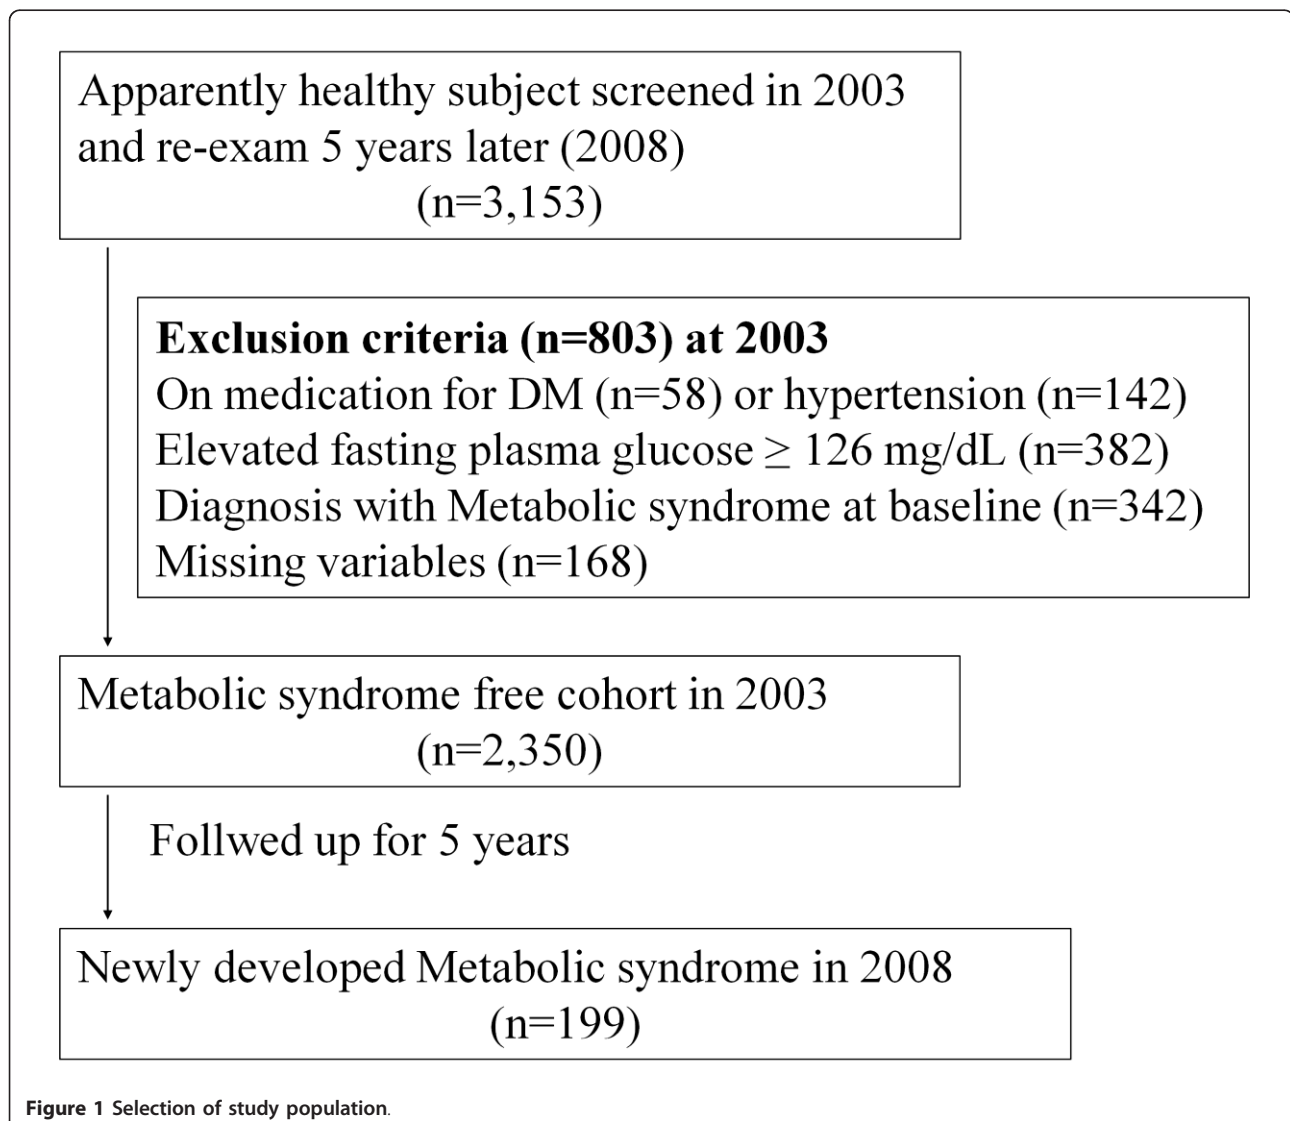 Apparently healthy subject screened in 2003
and re-exam 5 years later (2008)
(n=3,153)
Exclusion criteria (n=803) at 2003
On medication for DM (n=58) or hypertension (n=142)
Elevated fasting plasma glucose ≥ 126 mg/dL (n=382)
Diagnosis with Metabolic syndrome at baseline (n=342)
Missing variables (n=168)
Metabolic syndrome free cohort in 2003
(n=2,350)
Follwed up for 5 years
Newly developed Metabolic syndrome in 2008
(n=199)
Figure 1 Selection of study population.